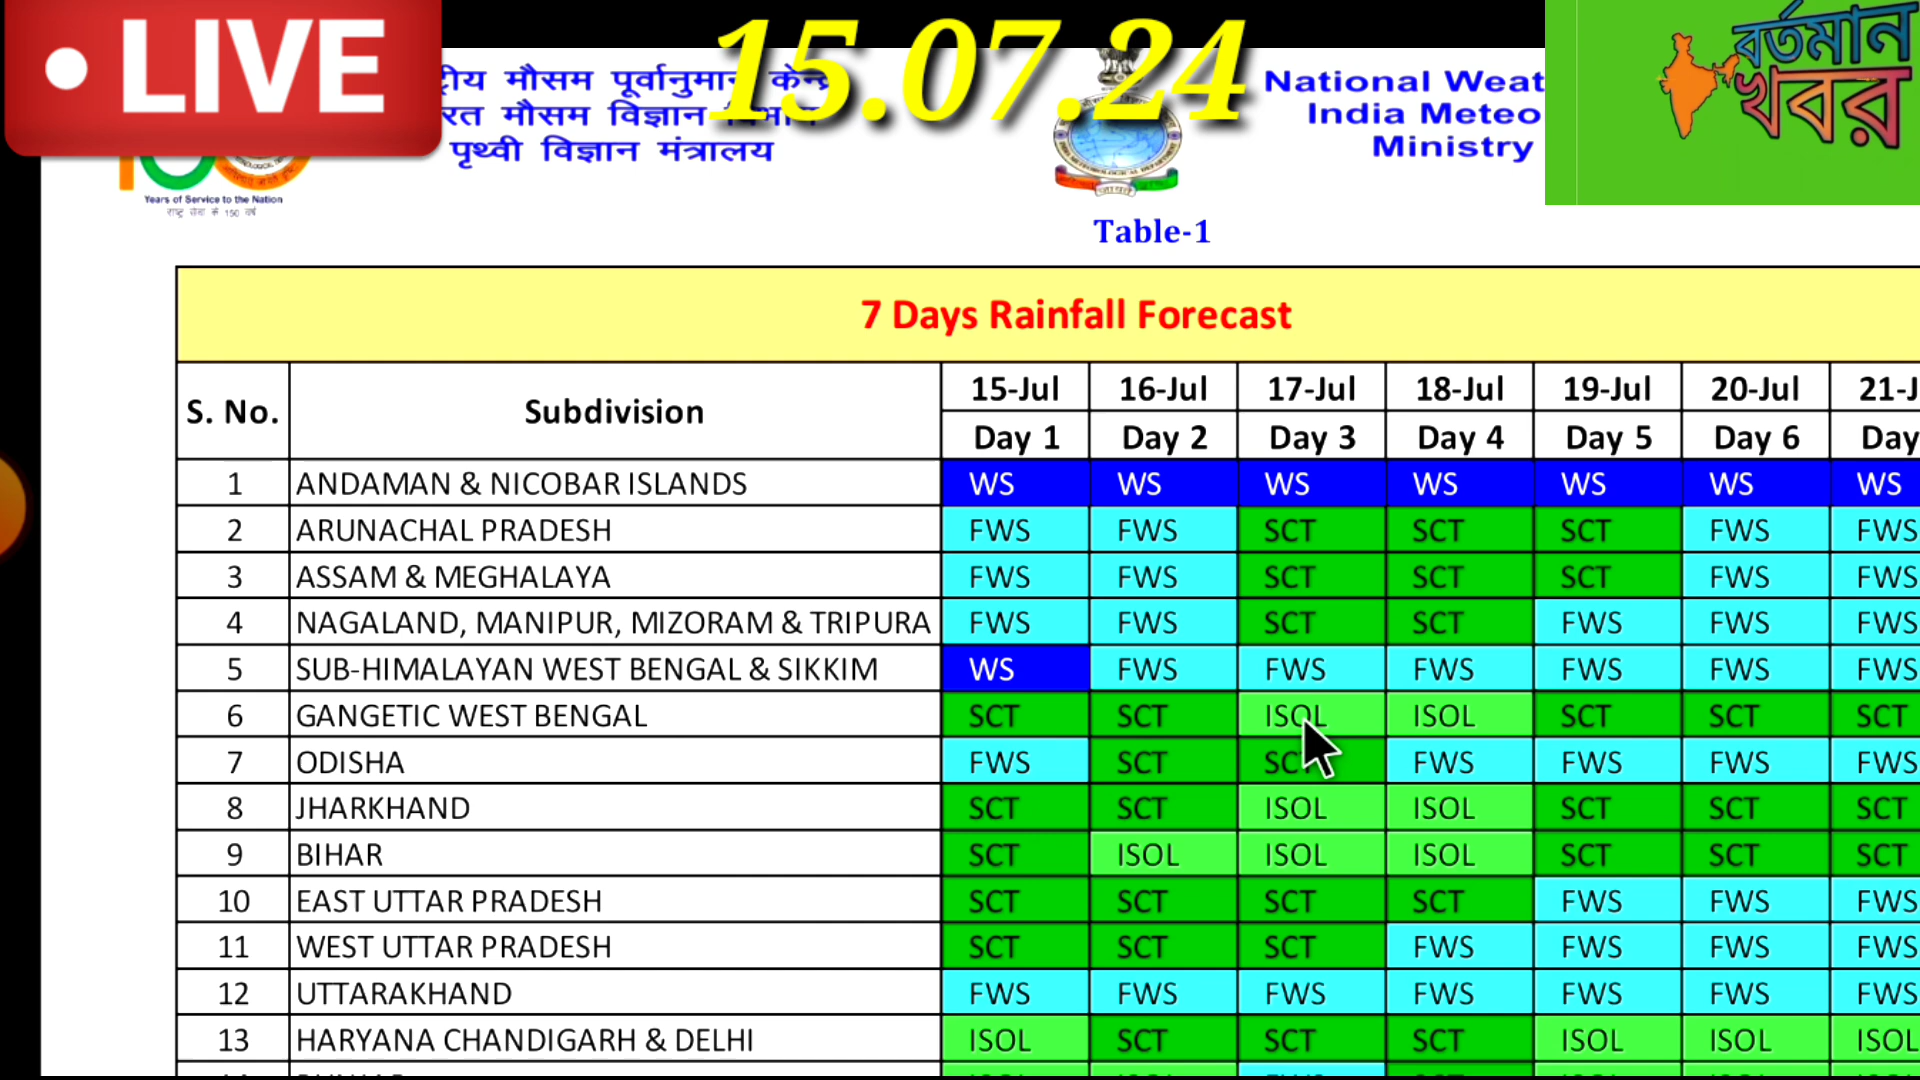 • LIVE
15.07.24
বর্তমান
খবর
मौसम पूर्वानुमान
मौसम विज्ञान
पृथ्वी विज्ञान मंत्रालय
National Weat
India Meteo
Ministry
Years of Service to the Nation
राष्ट्र सेवा के 150 वर्ष
Table-1
7 Days Rainfall Forecast
S. No. Subdivision 15-Jul 16-Jul 17-Jul 18-Jul 19-Jul 20-Jul 21-J
Day 1 Day 2 Day 3 Day 4 Day 5 Day 6 Day
1 ANDAMAN & NICOBAR ISLANDS WS WS WS WS WS WS WS
2 ARUNACHAL PRADESH FWS FWS SCT SCT SCT FWS FWS
3 ASSAM & MEGHALAYA FWS FWS SCT SCT SCT FWS FWS
4 NAGALAND, MANIPUR, MIZORAM & TRIPURA FWS FWS SCT SCT FWS FWS FWS
5 SUB-HIMALAYAN WEST BENGAL & SIKKIM WS FWS FWS FWS FWS FWS FWS
6 GANGETIC WEST BENGAL SCT SCT ISOL ISOL SCT SCT SCT
7 ODISHA FWS SCT SCT FWS FWS FWS FWS
8 JHARKHAND SCT SCT ISOL ISOL SCT SCT SCT
9 BIHAR SCT ISOL ISOL ISOL SCT SCT SCT
10 EAST UTTAR PRADESH SCT SCT SCT SCT FWS FWS FWS
11 WEST UTTAR PRADESH SCT SCT SCT FWS FWS FWS FWS
12 UTTARAKHAND FWS FWS FWS FWS FWS FWS FWS
13 HARYANA CHANDIGARH & DELHI ISOL SCT SCT SCT ISOL ISOL ISOL